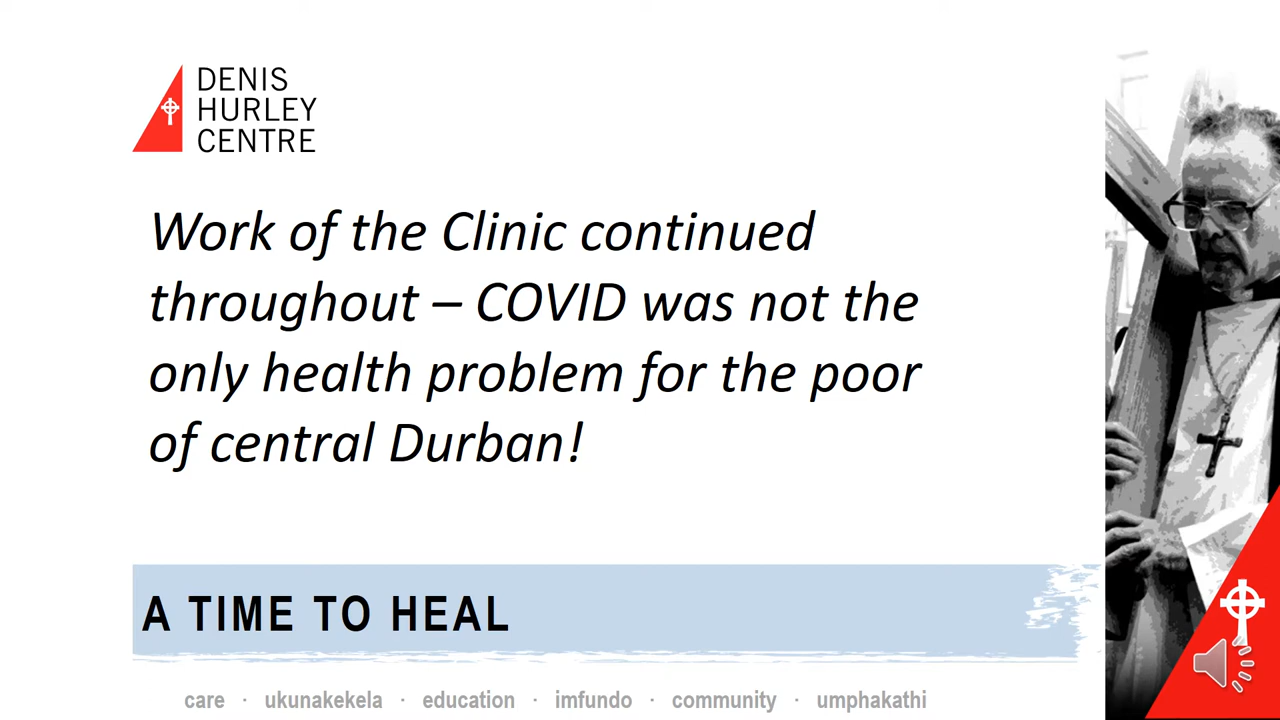 DENIS
HURLEY
CENTRE
Work of the Clinic continued
throughout – COVID was not the
only health problem for the poor
of central Durban!
A TIME TO HEAL
care · ukunakekela · education · imfundo · community · umphakathi